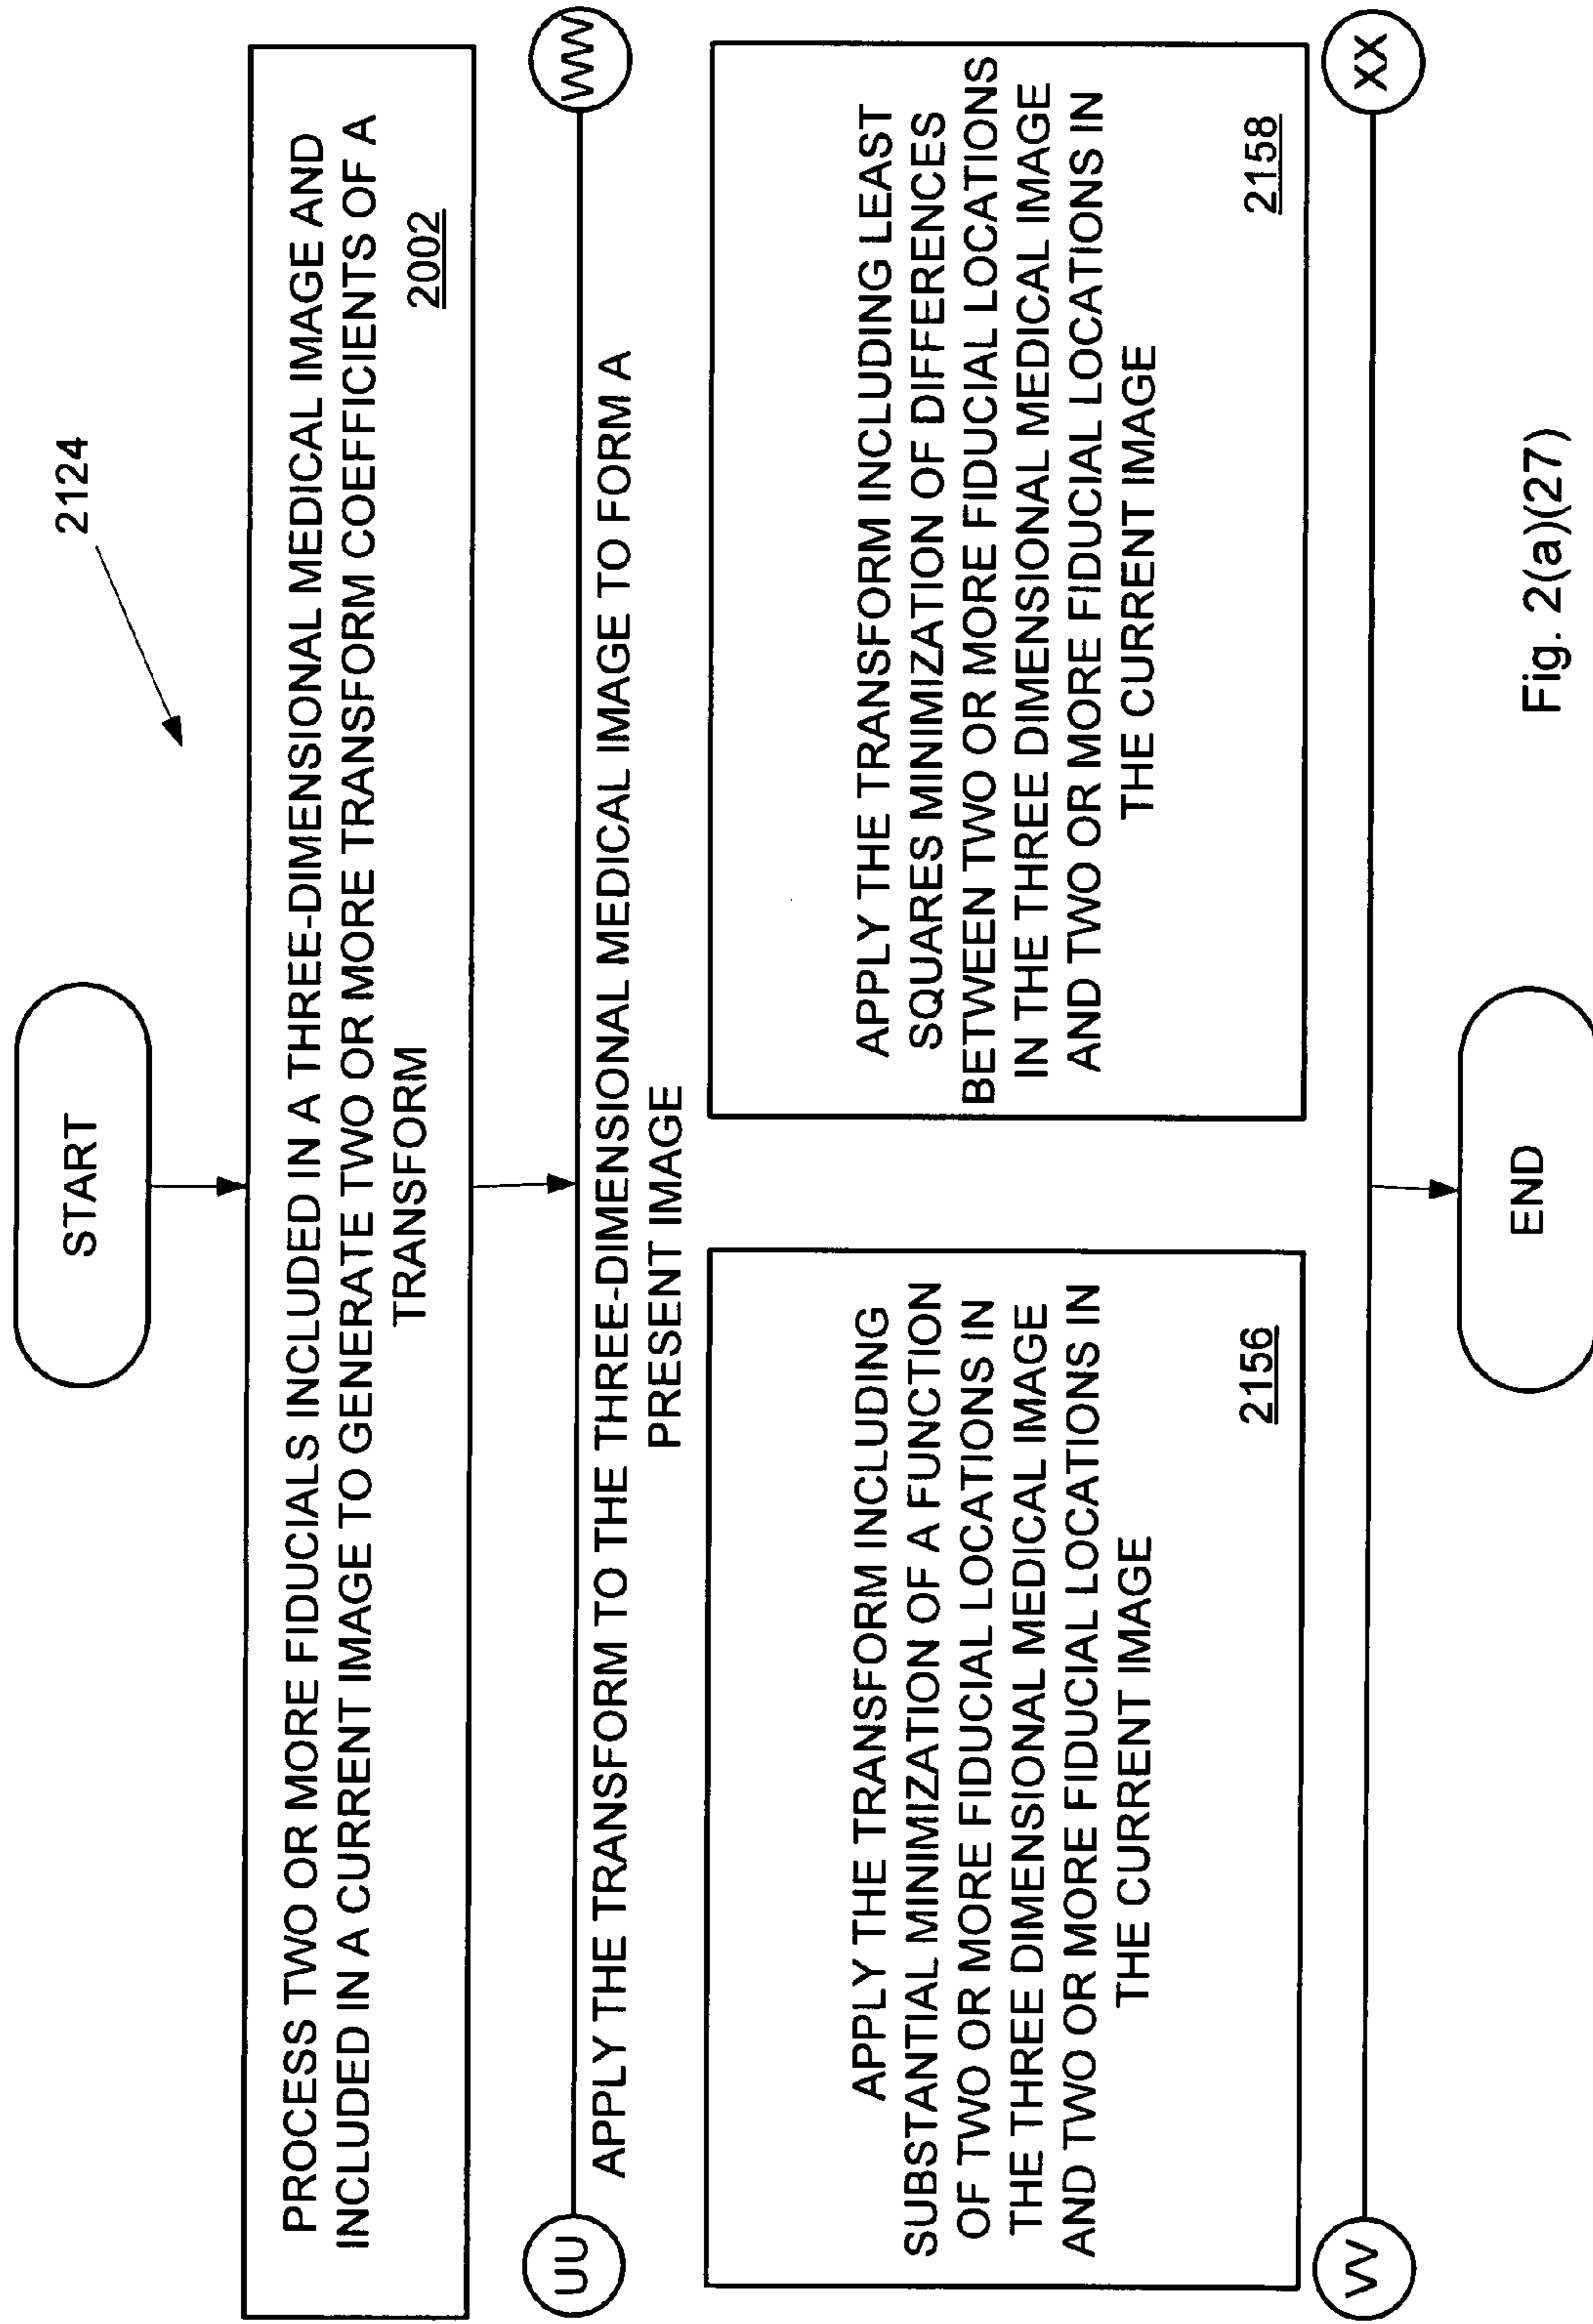 2124
START
PROCESS TWO OR MORE FIDUCIALS INCLUDED IN A THREE-DIMENSIONAL MEDICAL IMAGE AND
INCLUDED IN A CURRENT IMAGE TO GENERATE TWO OR MORE TRANSFORM COEFFICIENTS OF A
TRANSFORM
2002
UU
WW
APPLY THE TRANSFORM TO THE THREE-DIMENSIONAL MEDICAL IMAGE TO FORM A
PRESENT IMAGE
APPLY THE TRANSFORM INCLUDING
SUBSTANTIAL MINIMIZATION OF A FUNCTION
OF TWO OR MORE FIDUCIAL LOCATIONS IN
THE THREE DIMENSIONAL MEDICAL IMAGE
AND TWO OR MORE FIDUCIAL LOCATIONS IN
THE CURRENT IMAGE
2156
APPLY THE TRANSFORM INCLUDING LEAST
SQUARES MINIMIZATION OF DIFFERENCES
BETWEEN TWO OR MORE FIDUCIAL LOCATIONS
IN THE THREE DIMENSIONAL MEDICAL IMAGE
AND TWO OR MORE FIDUCIAL LOCATIONS IN
THE CURRENT IMAGE
2158
VV
XX
END
Fig. 2(a)(27)